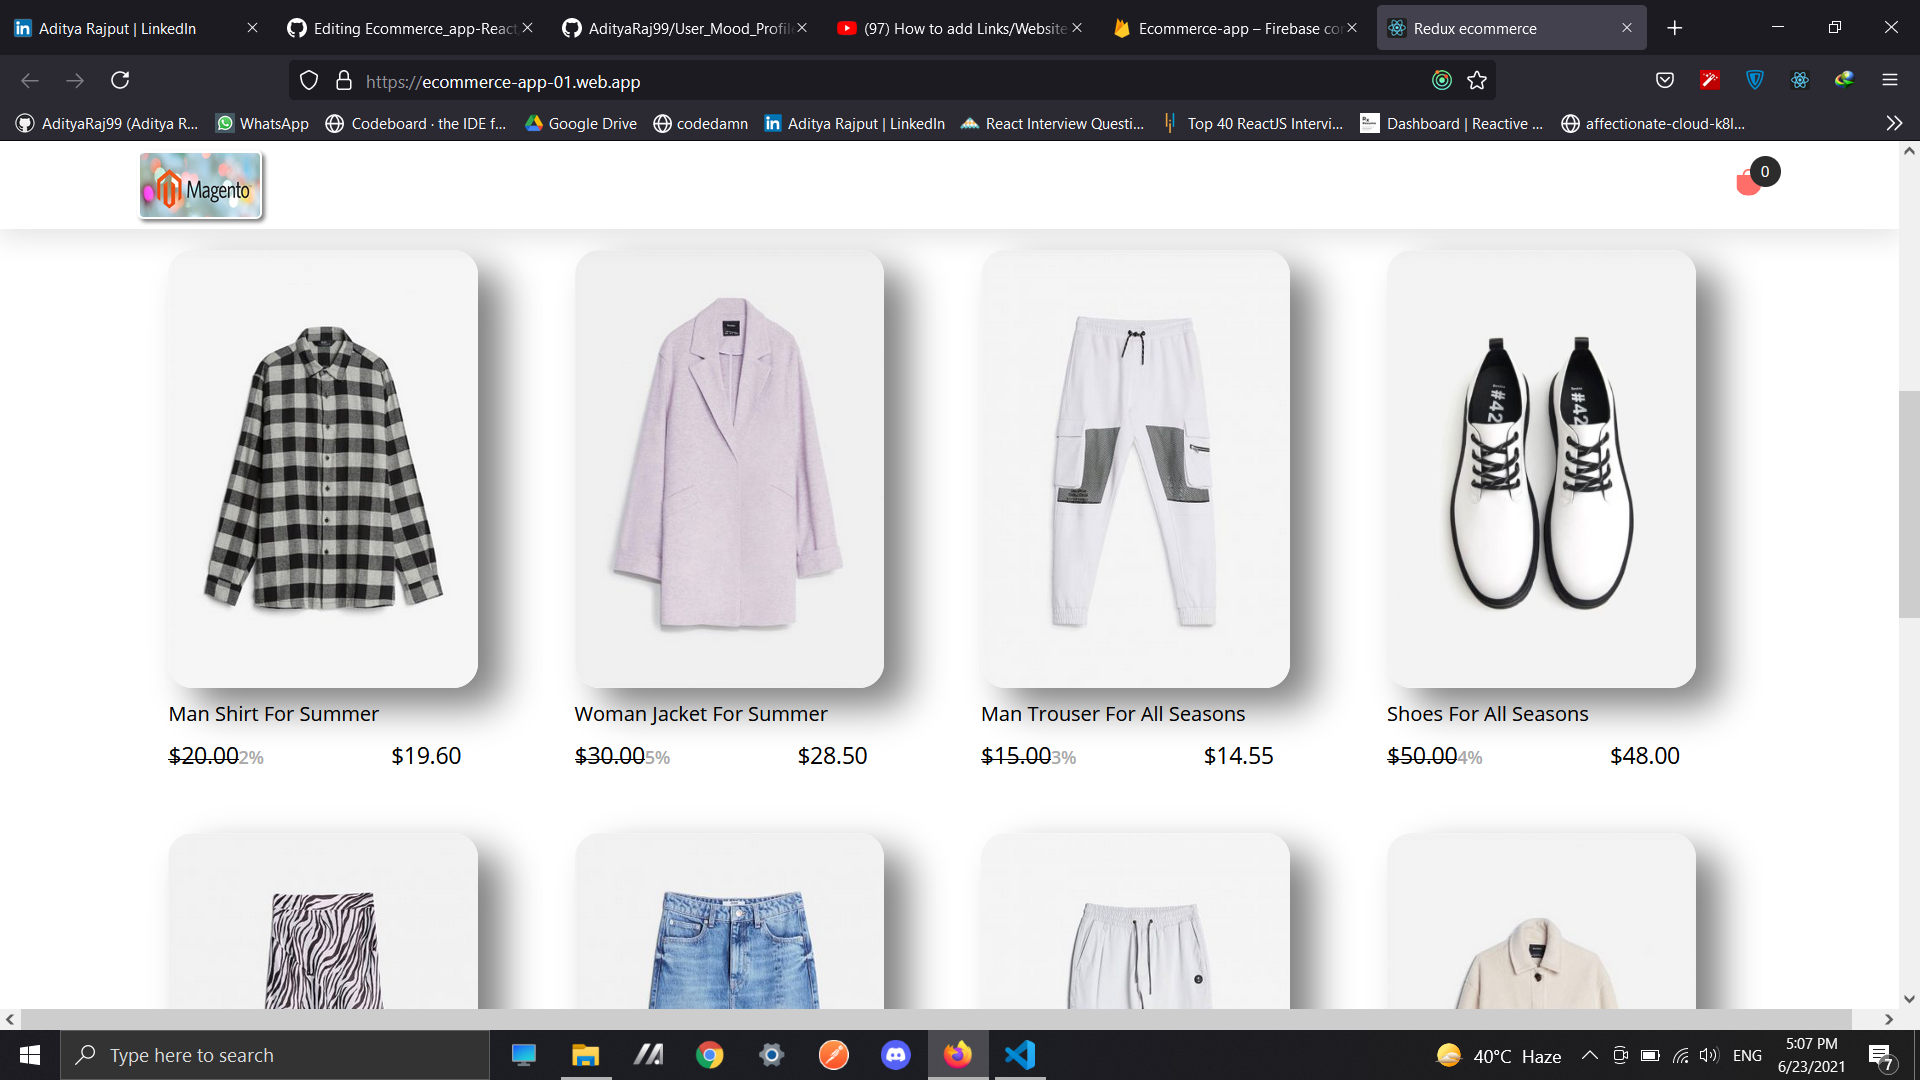 Aditya Rajput | LinkedIn
Editing Ecommerce_app-React
AdityaRaj99/User_Mood_Profile
(97) How to add Links/Website
Ecommerce-app – Firebase con
Redux ecommerce
https://ecommerce-app-01.web.app
AdityaRaj99 (Aditya R...
WhatsApp
Codeboard · the IDE f...
Google Drive
codedamn
Aditya Rajput | LinkedIn
React Interview Questi...
Top 40 ReactJS Intervi...
Dashboard | Reactive ...
affectionate-cloud-k8l...
Magento
0
#42 #42
Man Shirt For Summer
Woman Jacket For Summer
Man Trouser For All Seasons
Shoes For All Seasons
$20.00 2% $19.60
$30.00 5% $28.50
$15.00 3% $14.55
$50.00 4% $48.00
Type here to search
40°C Haze
ENG
5:07 PM
6/23/2021
7